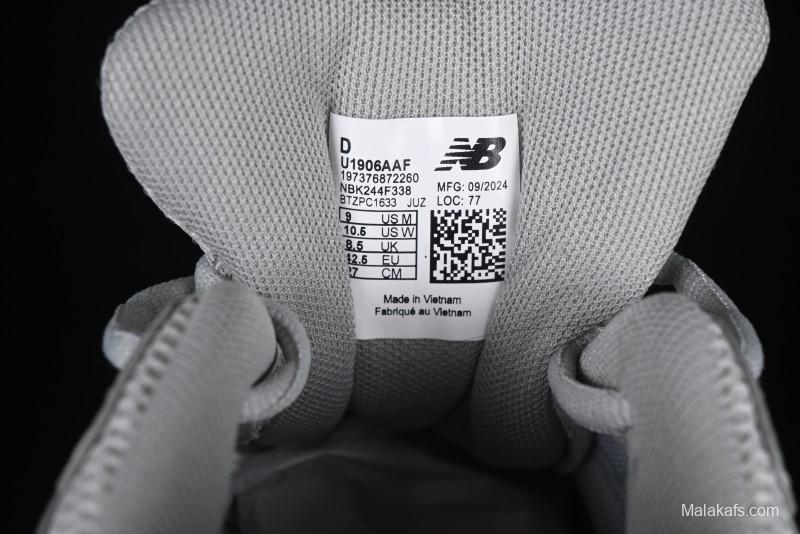 D
U1906AAF
197376872260
NBK244F338
BTZPC1633 JUZ
NB
MFG: 09/2024
LOC: 77
9 US M
10.5 US W
8.5 UK
42.5 EU
27 CM
Made in Vietnam
Fabriqué au Vietnam
Malakafs.com